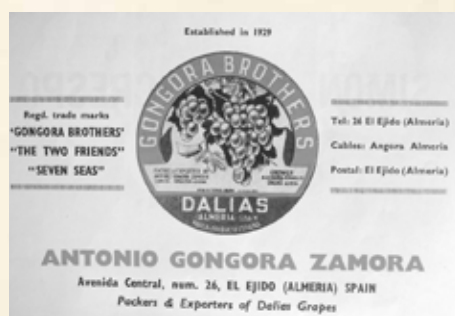 Established in 1929
GONGORA BROTHERS
Regd. trade marks
"GONGORA BROTHERS"
"THE TWO FRIENDS"
"SEVEN SEAS"
DALIAS
(ALMERIA)
Tel: 26 El Ejido (Almeria)
Cables: Angora Almeria
Postal: El Ejido (Almeria)
ANTONIO GONGORA ZAMORA
Avenida Central, num. 26, EL EJIDO (ALMERIA) SPAIN
Packers & Exporters of Dalias Grapes